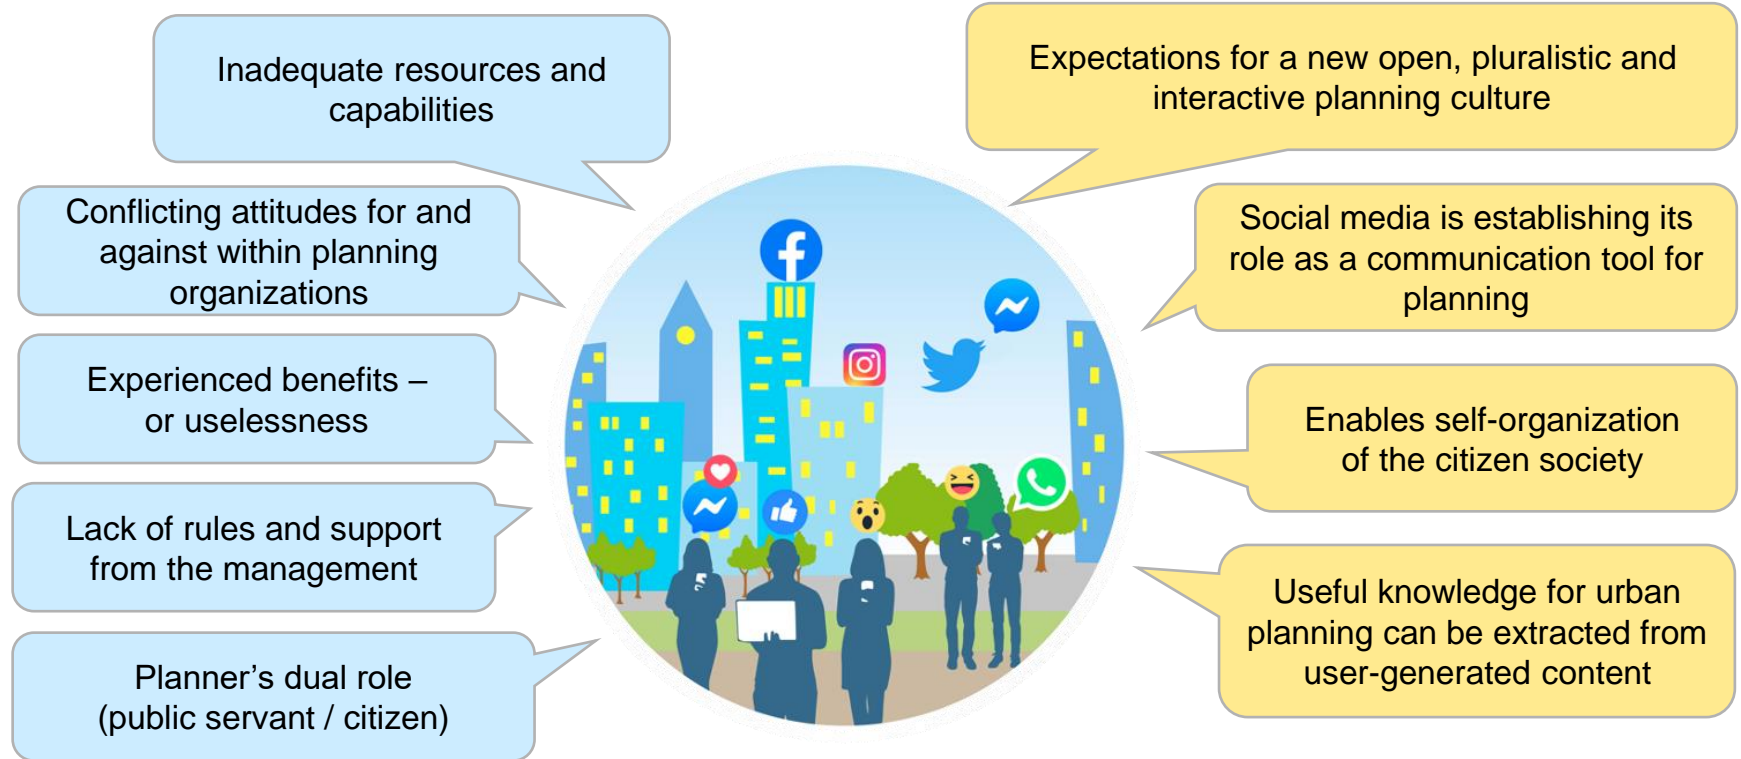 Inadequate resources and
capabilities
Conflicting attitudes for and
against within planning
organizations
Experienced benefits –
or uselessness
Lack of rules and support
from the management
Planner’s dual role
(public servant / citizen)
Expectations for a new open, pluralistic and
interactive planning culture
Social media is establishing its
role as a communication tool for
planning
Enables self-organization
of the citizen society
Useful knowledge for urban
planning can be extracted from
user-generated content